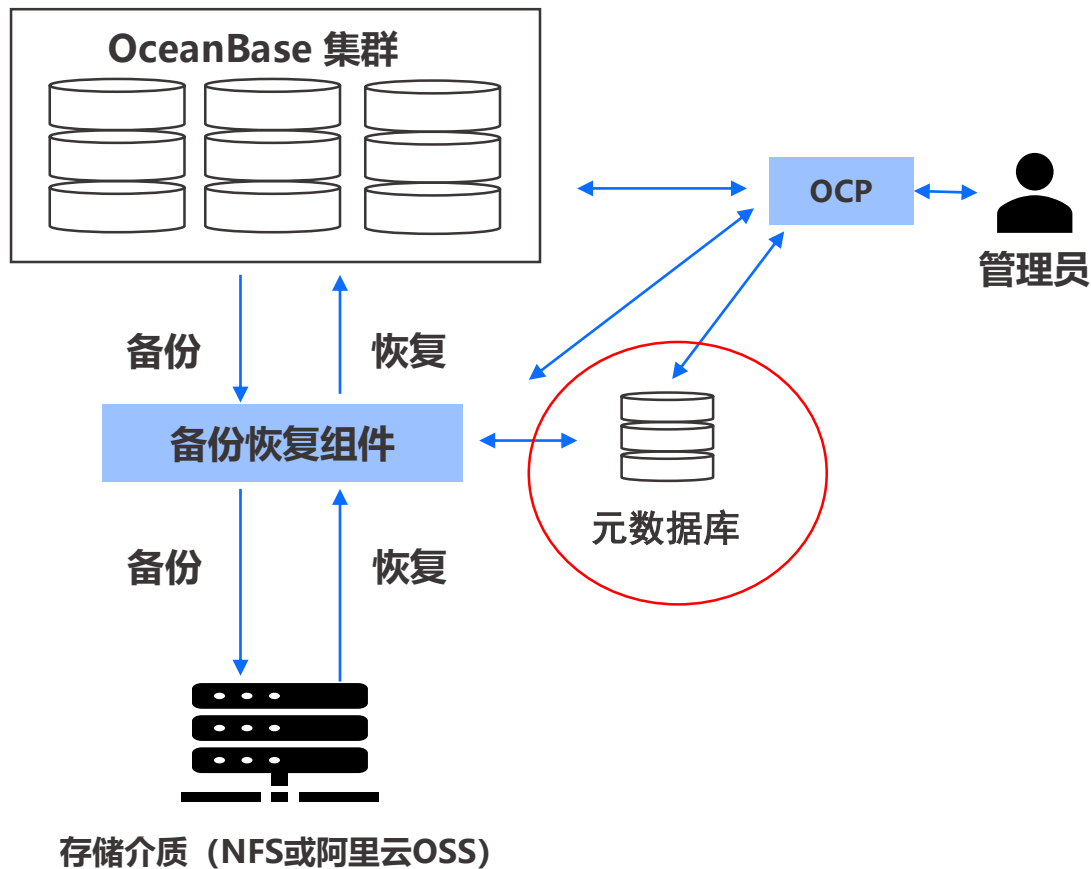 OceanBase 集群
OCP
管理员
备份
恢复
备份恢复组件
元数据库
备份
恢复
存储介质（NFS或阿里云OSS）